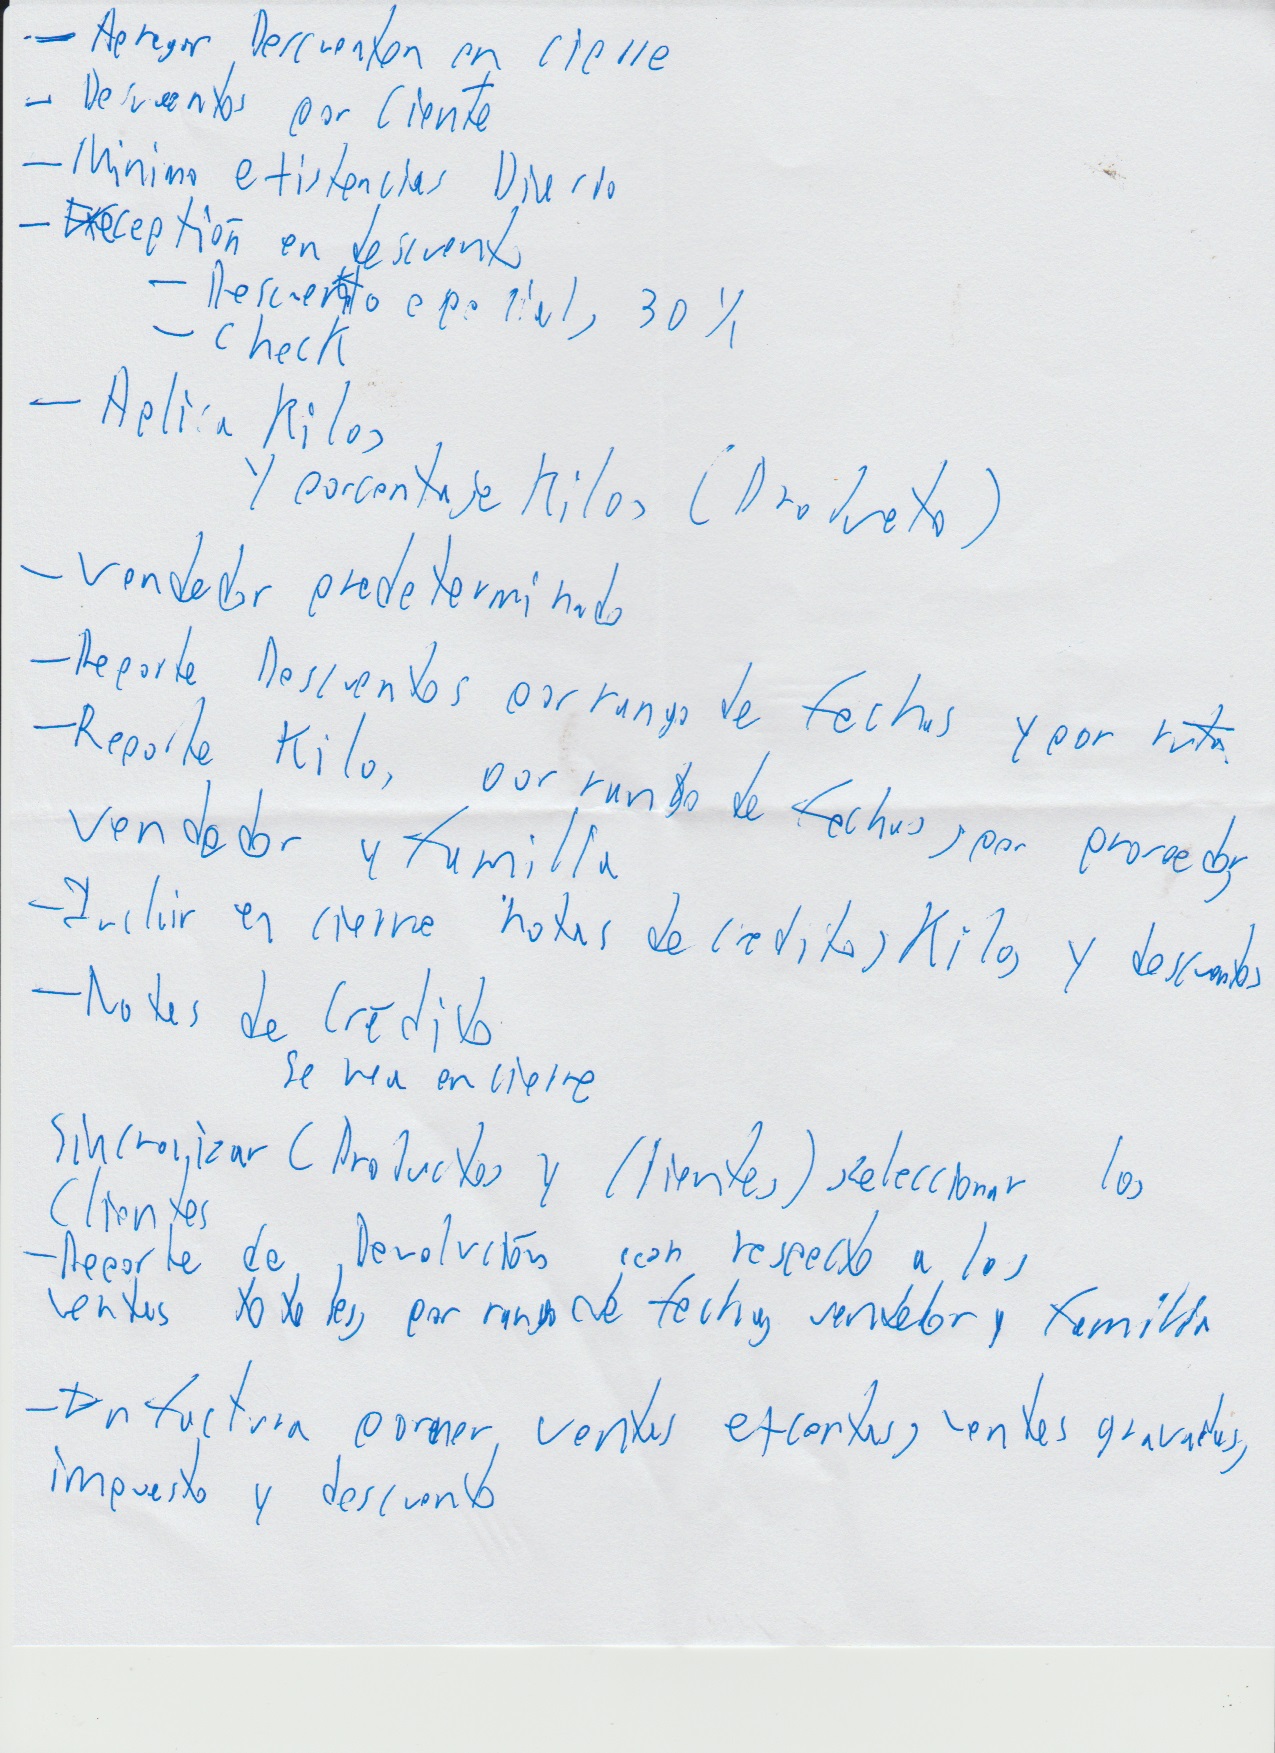 - Agregar Descuentos en cierre
- Descuentos por Cliente
- Minimo existencias Diario
- Exception en descuento
- Descuento especial, 30%
- Check
- Aplica Kilos
Y porcentaje Kilos (Producto)
- Vendedor predeterminado
- Reporte Descuentos por rango de fechas y por ruta
- Reporte Kilos, por rango de fechas, por proveedor,
vendedor y familia
- Incluir en cierre notas de credito, Kilos y descuentos
- Notas de Crédito
se vea en cierre
Sincronizar (Productos y Clientes) seleccionar los
Clientes
- Reporte de Devolución con respecto a los
ventas totales, por rango de fechas, vendedor y familia
- En factura poner, ventas exentas, ventas gravadas,
impuesto y descuento